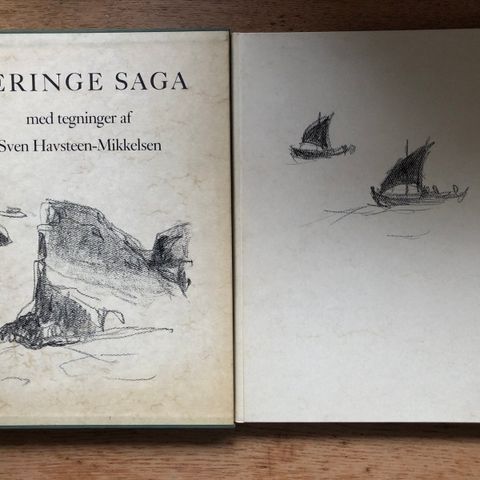 ERINGE SAGA
med tegninger af
Sven Havsteen-Mikkelsen